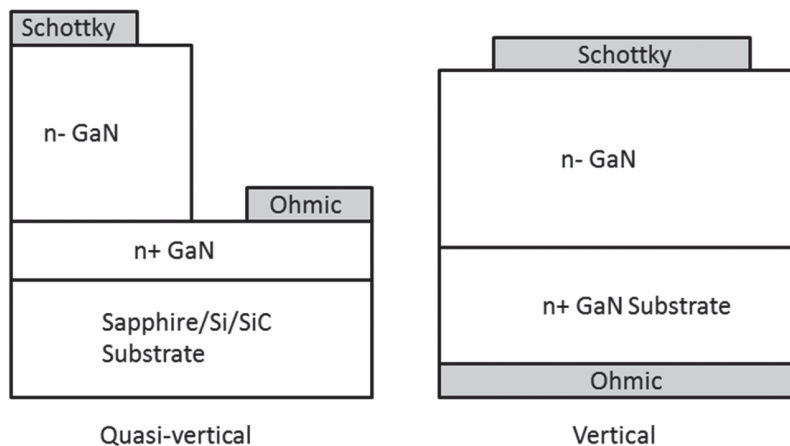 Schottky
n- GaN
Ohmic
n+ GaN
Sapphire/Si/SiC
Substrate
Quasi-vertical
Schottky
n- GaN
n+ GaN Substrate
Ohmic
Vertical